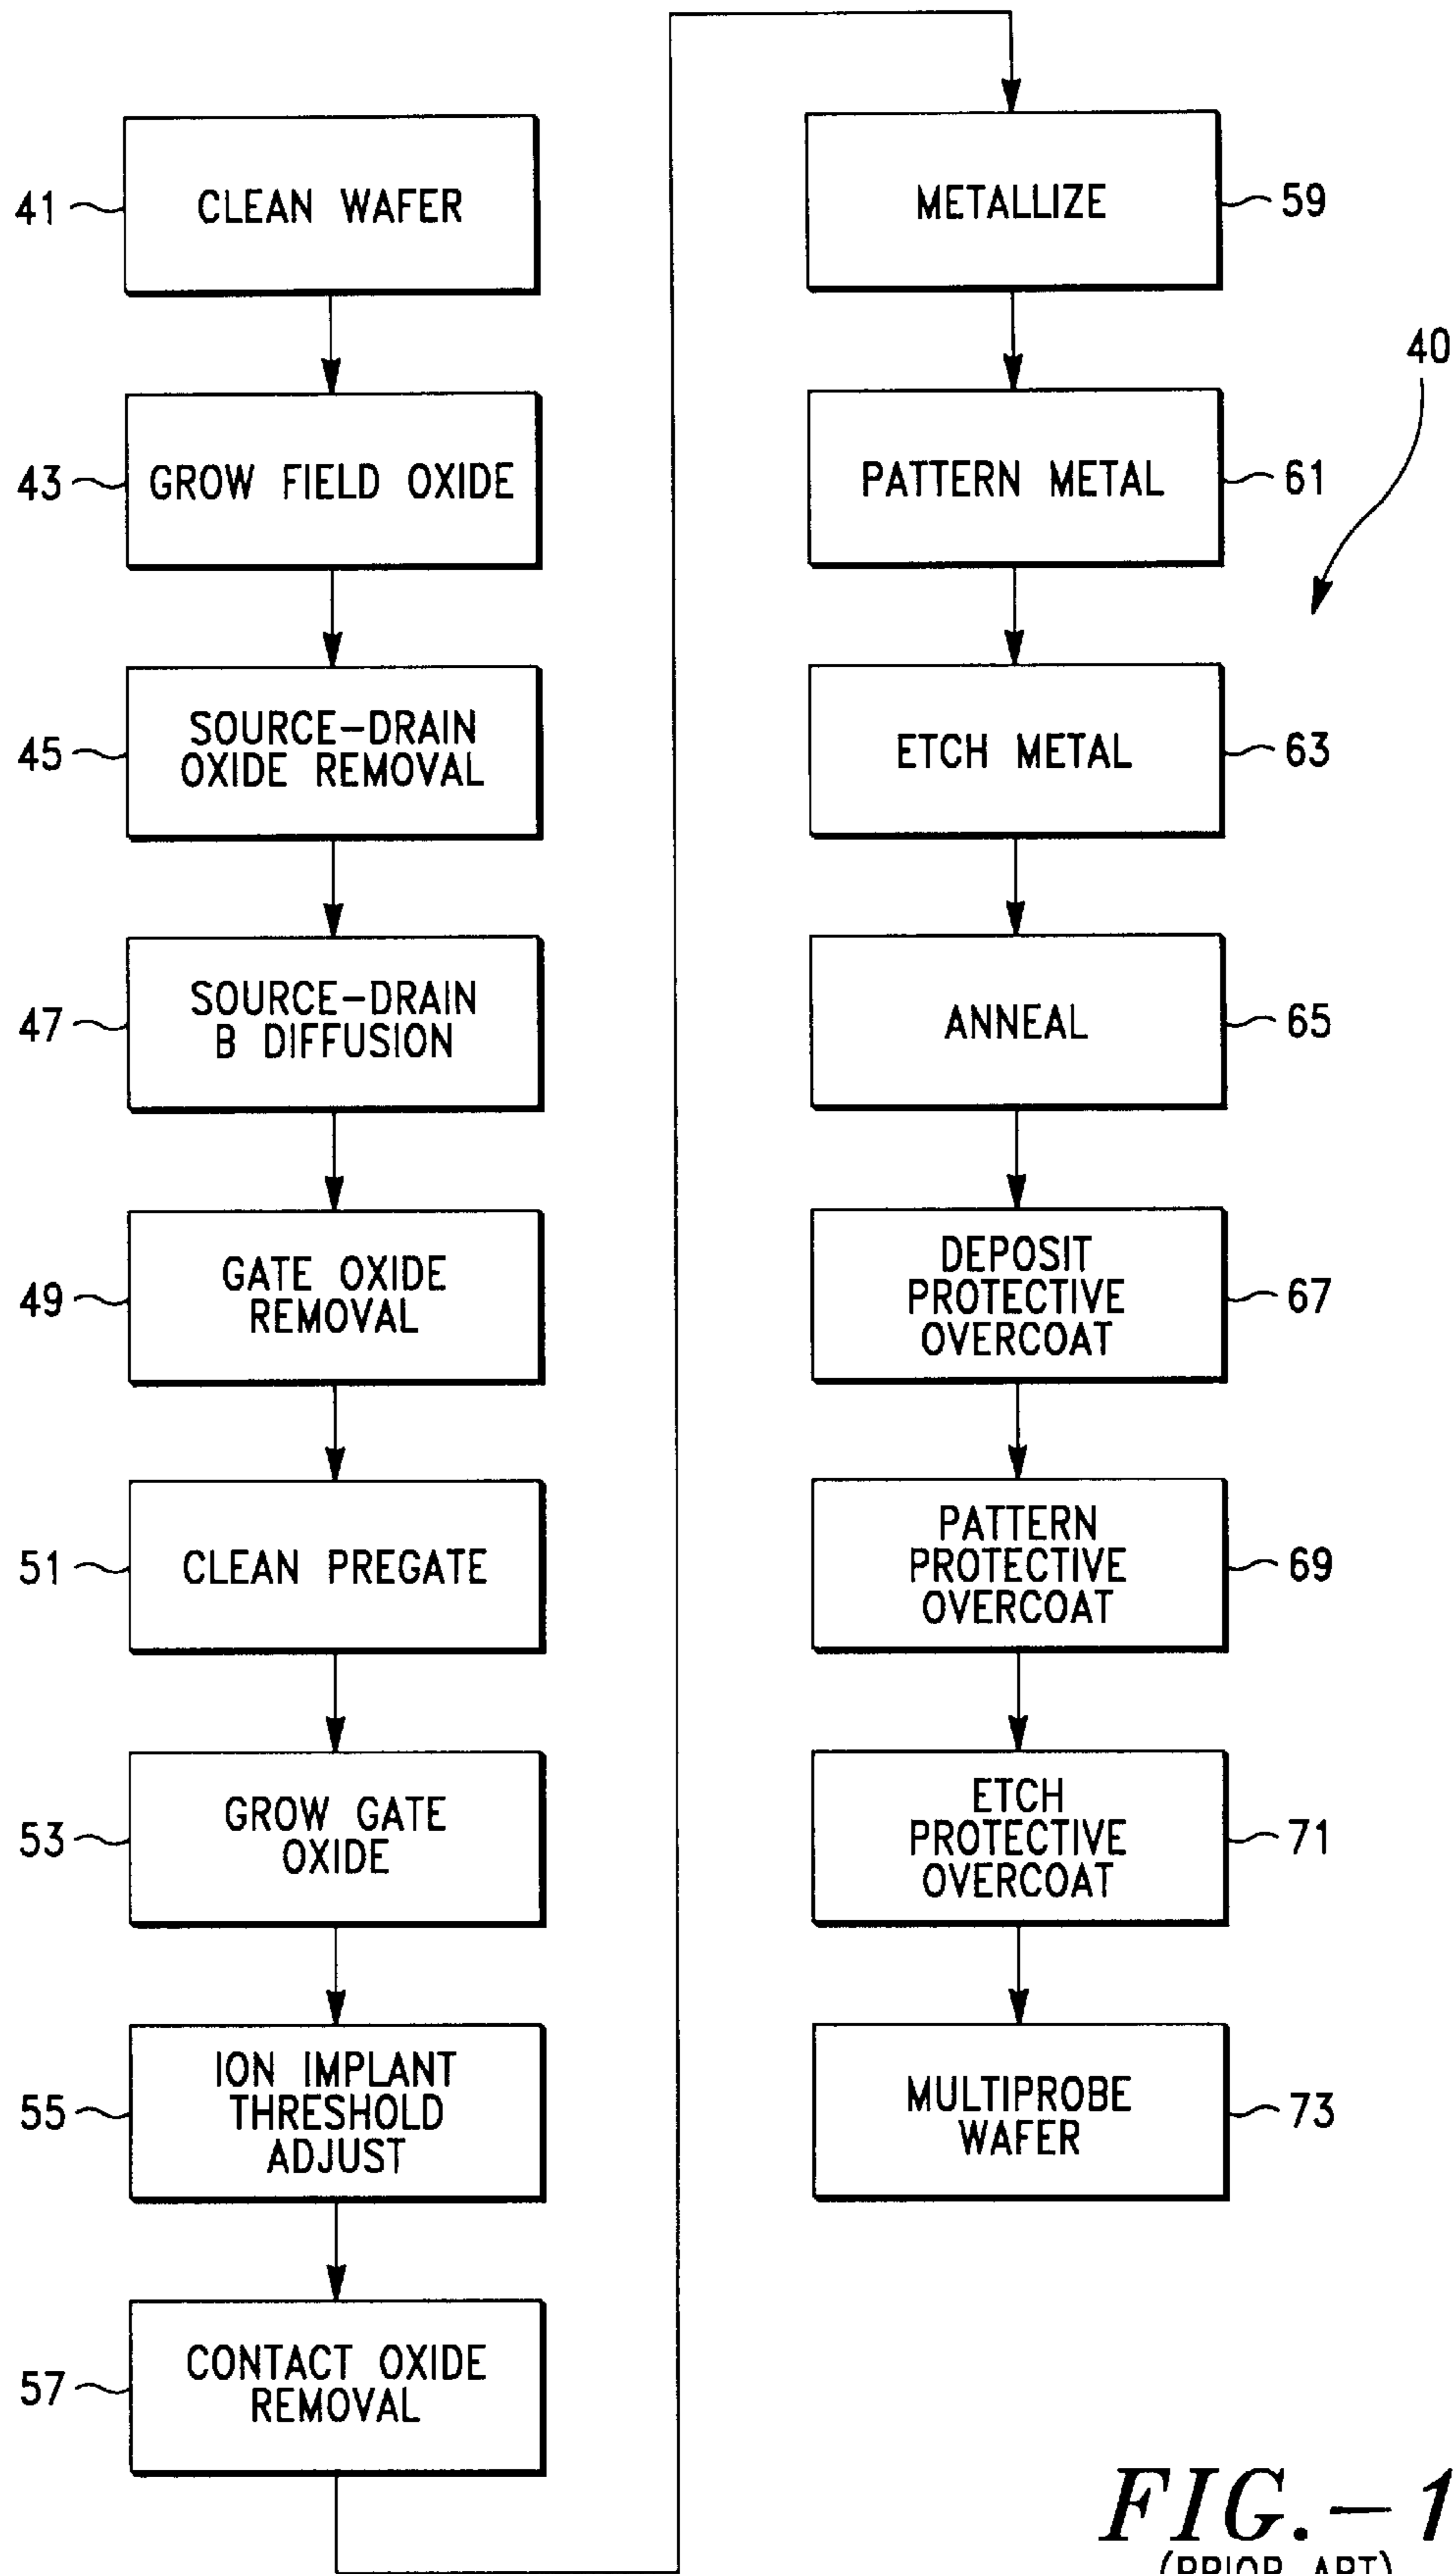 41
CLEAN WAFER
43
GROW FIELD OXIDE
45
SOURCE–DRAIN
OXIDE REMOVAL
47
SOURCE–DRAIN
B DIFFUSION
49
GATE OXIDE
REMOVAL
51
CLEAN PREGATE
53
GROW GATE
OXIDE
55
ION IMPLANT
THRESHOLD
ADJUST
57
CONTACT OXIDE
REMOVAL
METALLIZE
59
40
PATTERN METAL
61
ETCH METAL
63
ANNEAL
65
DEPOSIT
PROTECTIVE
OVERCOAT
67
PATTERN
PROTECTIVE
OVERCOAT
69
ETCH
PROTECTIVE
OVERCOAT
71
MULTIPROBE
WAFER
73
FIG.–1
(PRIOR ART)